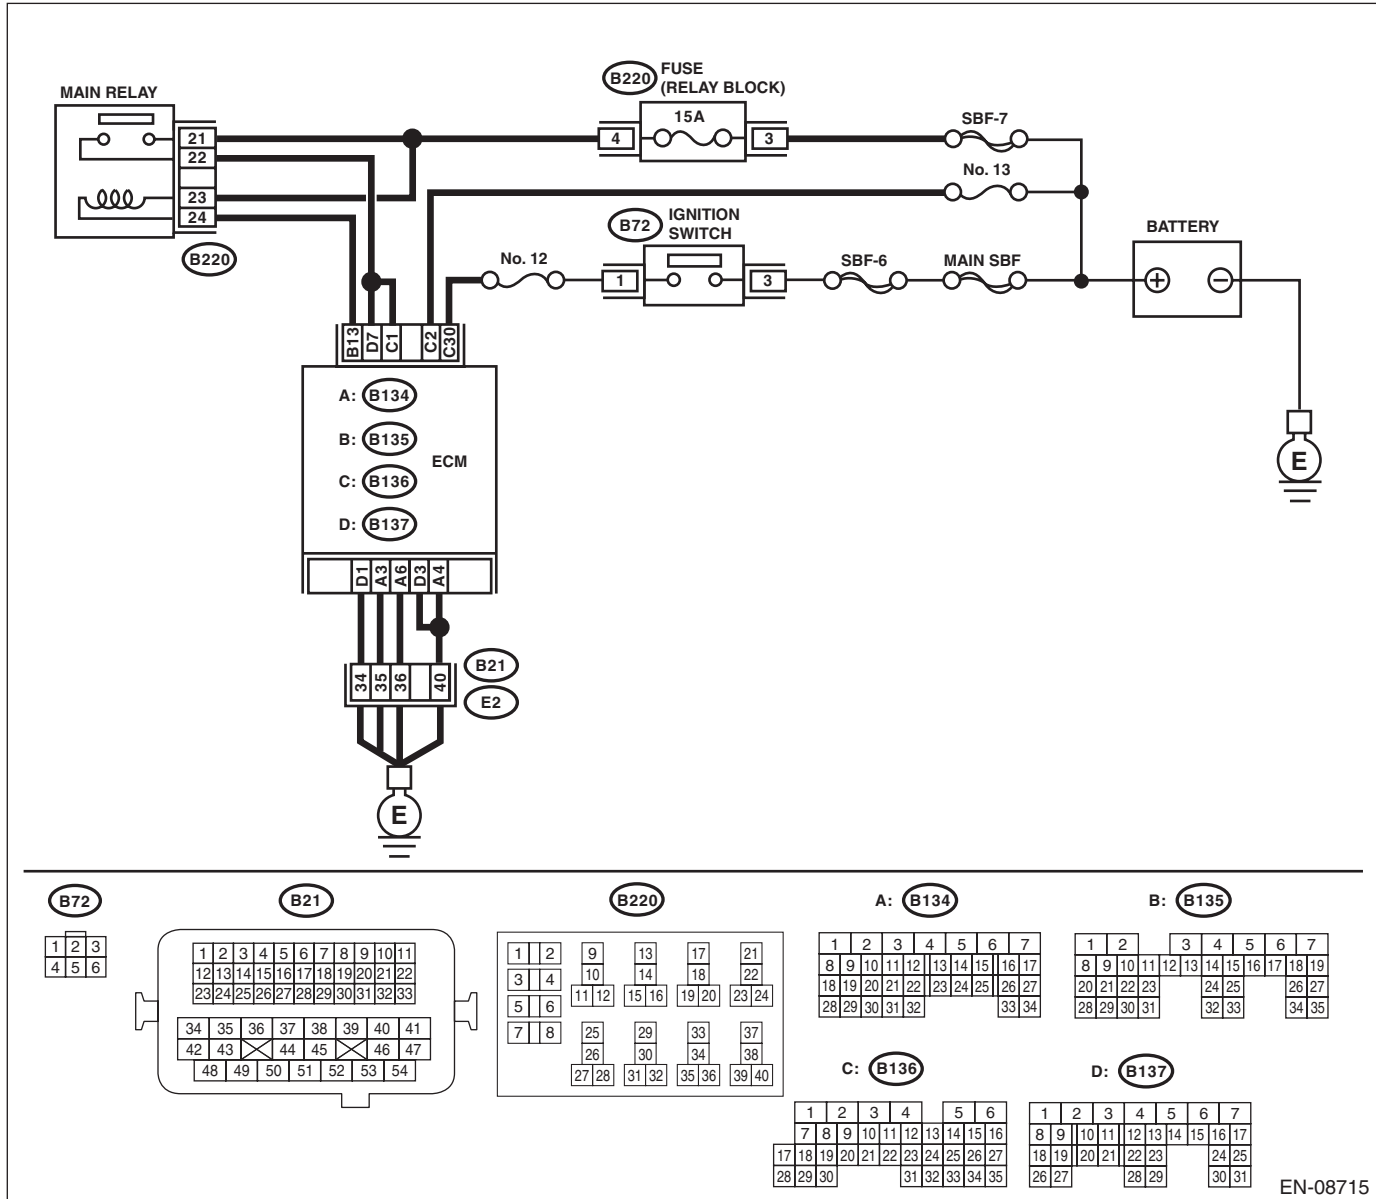 B220 FUSE
(RELAY BLOCK)
MAIN RELAY
15A
SBF-7
21
4
3
22
No. 13
23
24
B72 IGNITION
SWITCH
BATTERY
B220
No. 12
SBF-6
MAIN SBF
1
3
+ −
B13 D7 C1 C2 C30
A: B134
B: B135
ECM
C: B136
D: B137
E
D1 A3 A6 D3 A4
B21
34 35 36 40
E2
E
B72
1 2 3
4 5 6
B21
1 2 3 4 5 6 7 8 9 10 11
12 13 14 15 16 17 18 19 20 21 22
23 24 25 26 27 28 29 30 31 32 33
34 35 36 37 38 39 40 41
42 43 44 45 46 47
48 49 50 51 52 53 54
B220
1 2 9 13 17 21
3 4 10 14 18 22
11 12 15 16 19 20 23 24
5 6
7 8 25 29 33 37
26 30 34 38
27 28 31 32 35 36 39 40
A: B134
1 2 3 4 5 6 7
8 9 10 11 12 13 14 15 16 17
18 19 20 21 22 23 24 25 26 27
28 29 30 31 32 33 34
B: B135
1 2 3 4 5 6 7
8 9 10 11 12 13 14 15 16 17 18 19
20 21 22 23 24 25 26 27
28 29 30 31 32 33 34 35
C: B136
1 2 3 4 5 6
7 8 9 10 11 12 13 14 15 16
17 18 19 20 21 22 23 24 25 26 27
28 29 30 31 32 33 34 35
D: B137
1 2 3 4 5 6 7
8 9 10 11 12 13 14 15 16 17
18 19 20 21 22 23 24 25
26 27 28 29 30 31
EN-08715